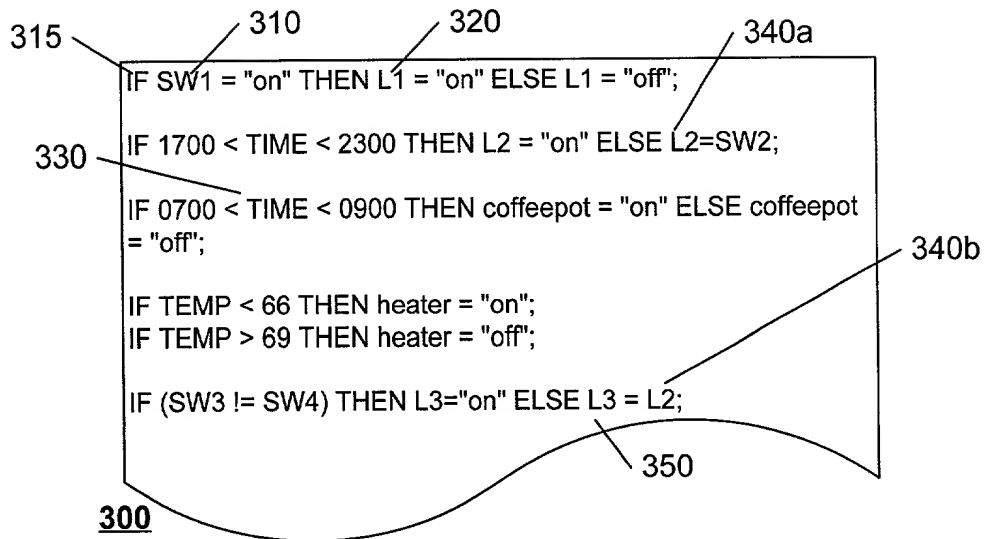 315 310 320 340a
IF SW1 = "on" THEN L1 = "on" ELSE L1 = "off";
IF 1700 < TIME < 2300 THEN L2 = "on" ELSE L2=SW2;
330
IF 0700 < TIME < 0900 THEN coffeepot = "on" ELSE coffeepot
= "off";
340b
IF TEMP < 66 THEN heater = "on";
IF TEMP > 69 THEN heater = "off";
IF (SW3 != SW4) THEN L3="on" ELSE L3 = L2;
350
300